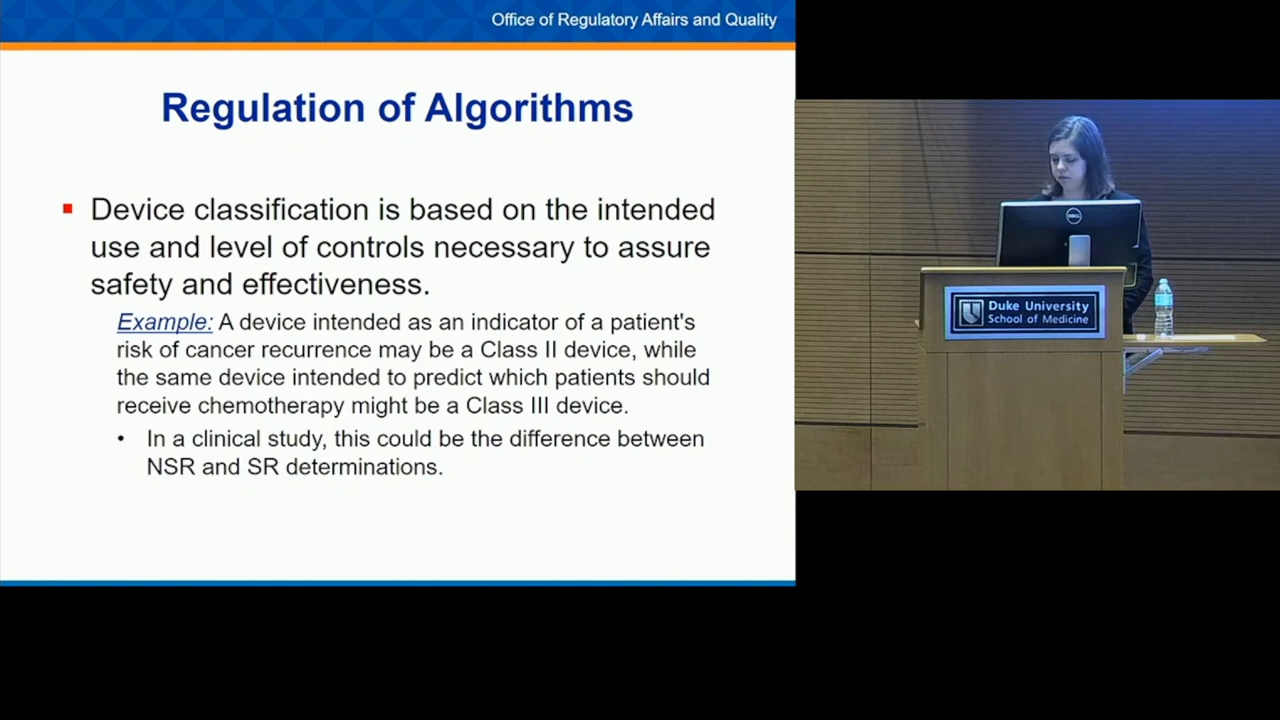 Office of Regulatory Affairs and Quality
Regulation of Algorithms
Device classification is based on the intended
use and level of controls necessary to assure
safety and effectiveness.
Example: A device intended as an indicator of a patient's
risk of cancer recurrence may be a Class II device, while
the same device intended to predict which patients should
receive chemotherapy might be a Class III device.
• In a clinical study, this could be the difference between
NSR and SR determinations.
DELL
Duke University
School of Medicine